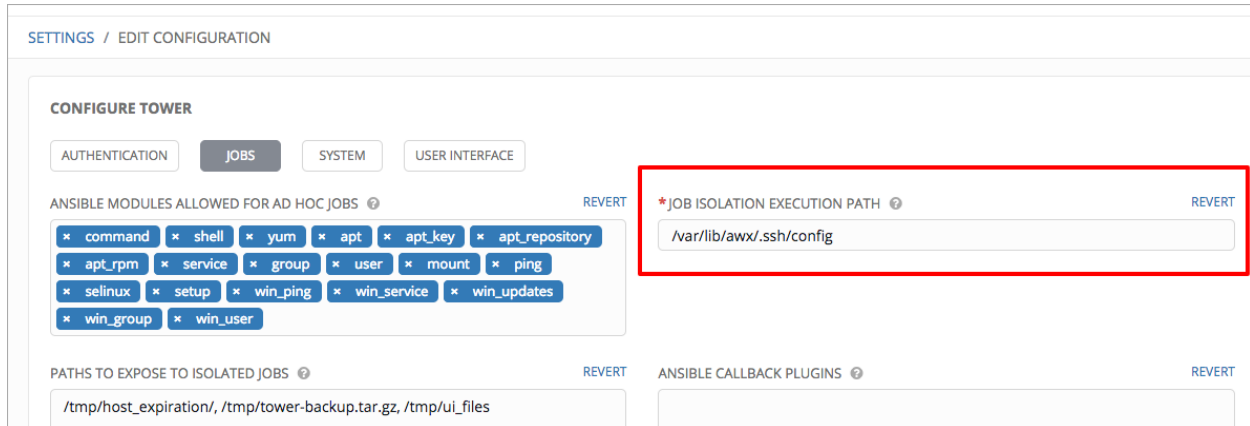 SETTINGS / EDIT CONFIGURATION
CONFIGURE TOWER
AUTHENTICATION JOBS SYSTEM USER INTERFACE
ANSIBLE MODULES ALLOWED FOR AD HOC JOBS ? REVERT
× command × shell × yum × apt × apt_key × apt_repository
× apt_rpm × service × group × user × mount × ping
× selinux × setup × win_ping × win_service × win_updates
× win_group × win_user
* JOB ISOLATION EXECUTION PATH ? REVERT
/var/lib/awx/.ssh/config
PATHS TO EXPOSE TO ISOLATED JOBS ? REVERT
/tmp/host_expiration/, /tmp/tower-backup.tar.gz, /tmp/ui_files
ANSIBLE CALLBACK PLUGINS ? REVERT